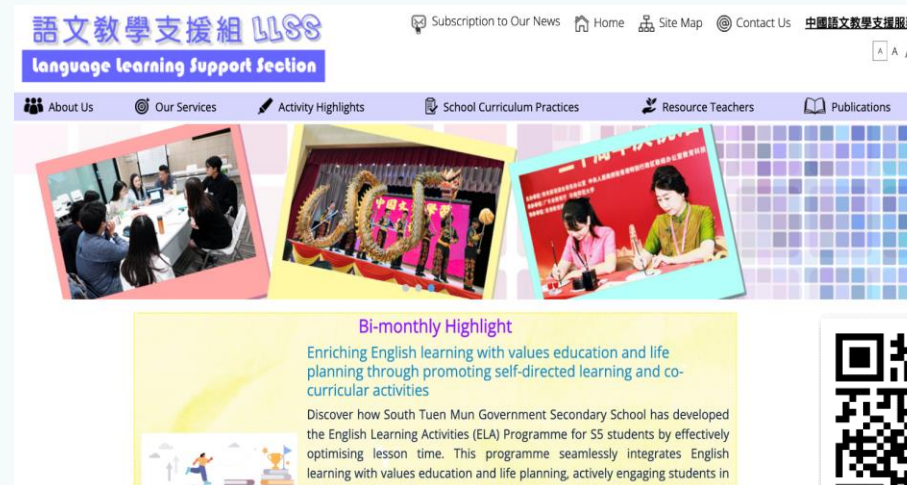 語文教學支援組 LLSS
Language Learning Support Section
Subscription to Our News
Home
Site Map
Contact Us
中國語文教學支援服
A A
About Us
Our Services
Activity Highlights
School Curriculum Practices
Resource Teachers
Publications
Bi-monthly Highlight
Enriching English learning with values education and life
planning through promoting self-directed learning and co-
curricular activities
Discover how South Tuen Mun Government Secondary School has developed
the English Learning Activities (ELA) Programme for S5 students by effectively
optimising lesson time. This programme seamlessly integrates English
learning with values education and life planning, actively engaging students in